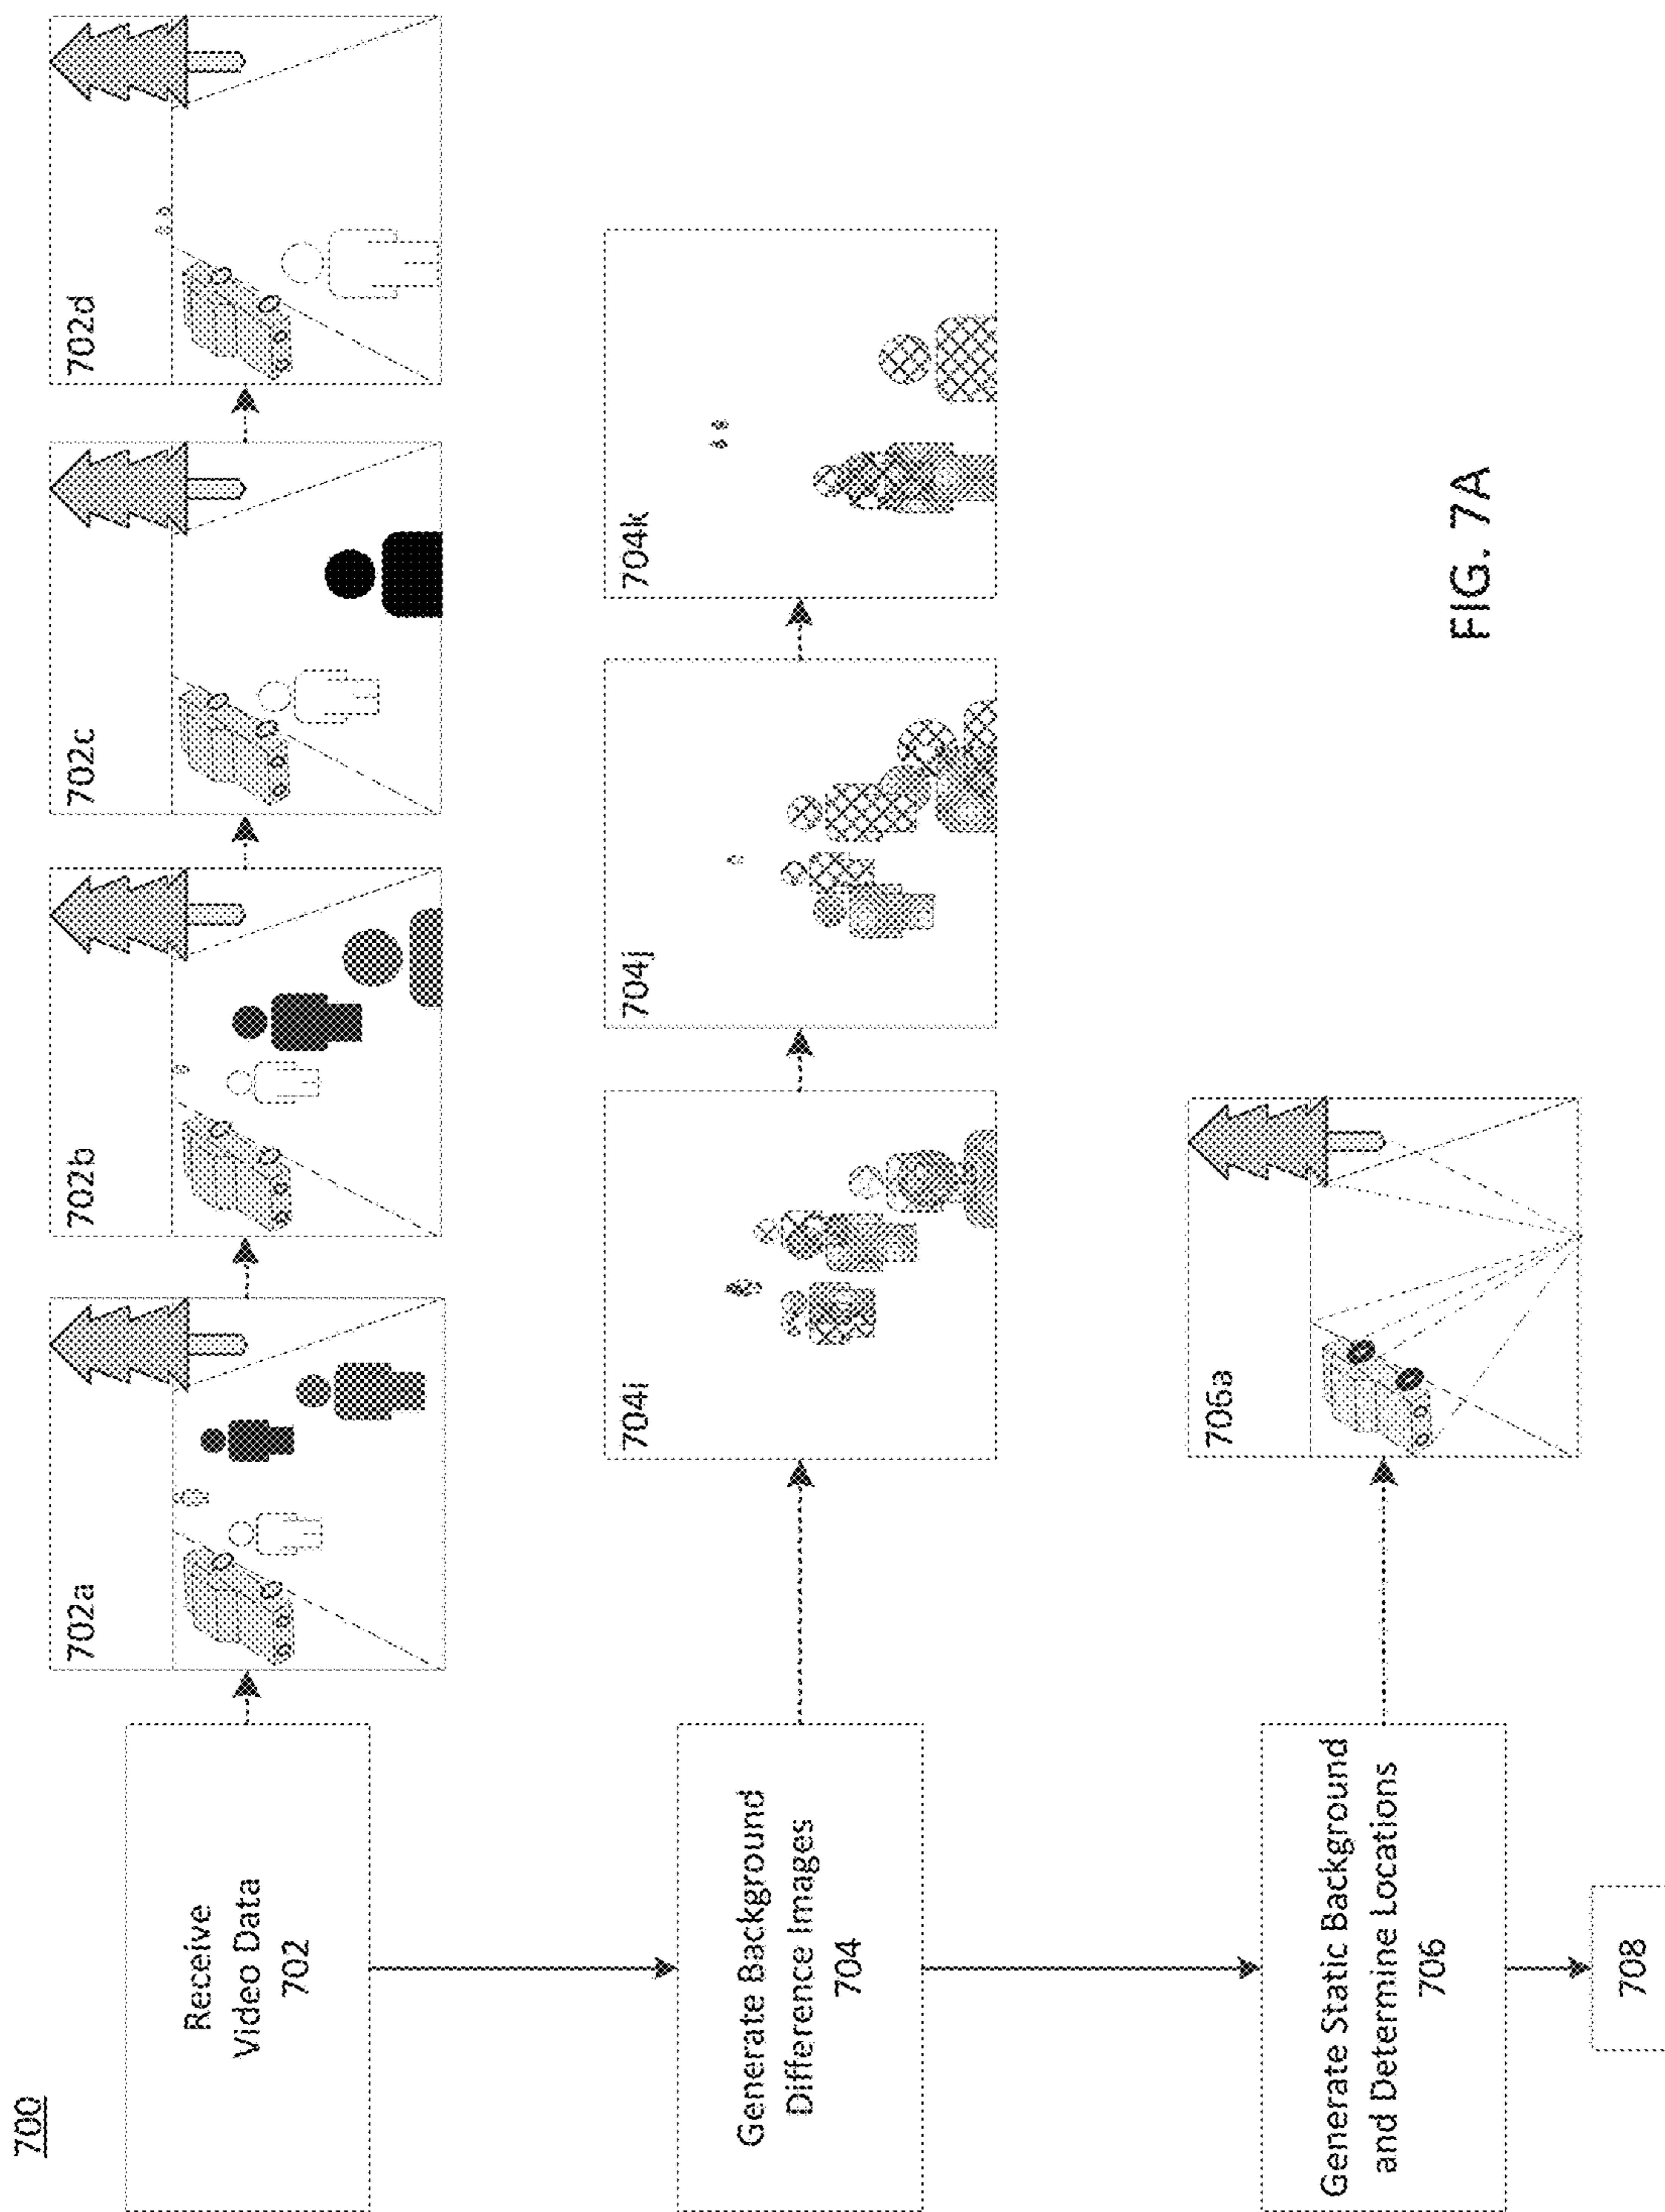 700
Receive
Video Data
702
702a
702b
702c
702d
Generate Background
Difference Images
704
704i
704j
704k
Generate Static Background
and Determine Locations
706
706a
708
FIG. 7A